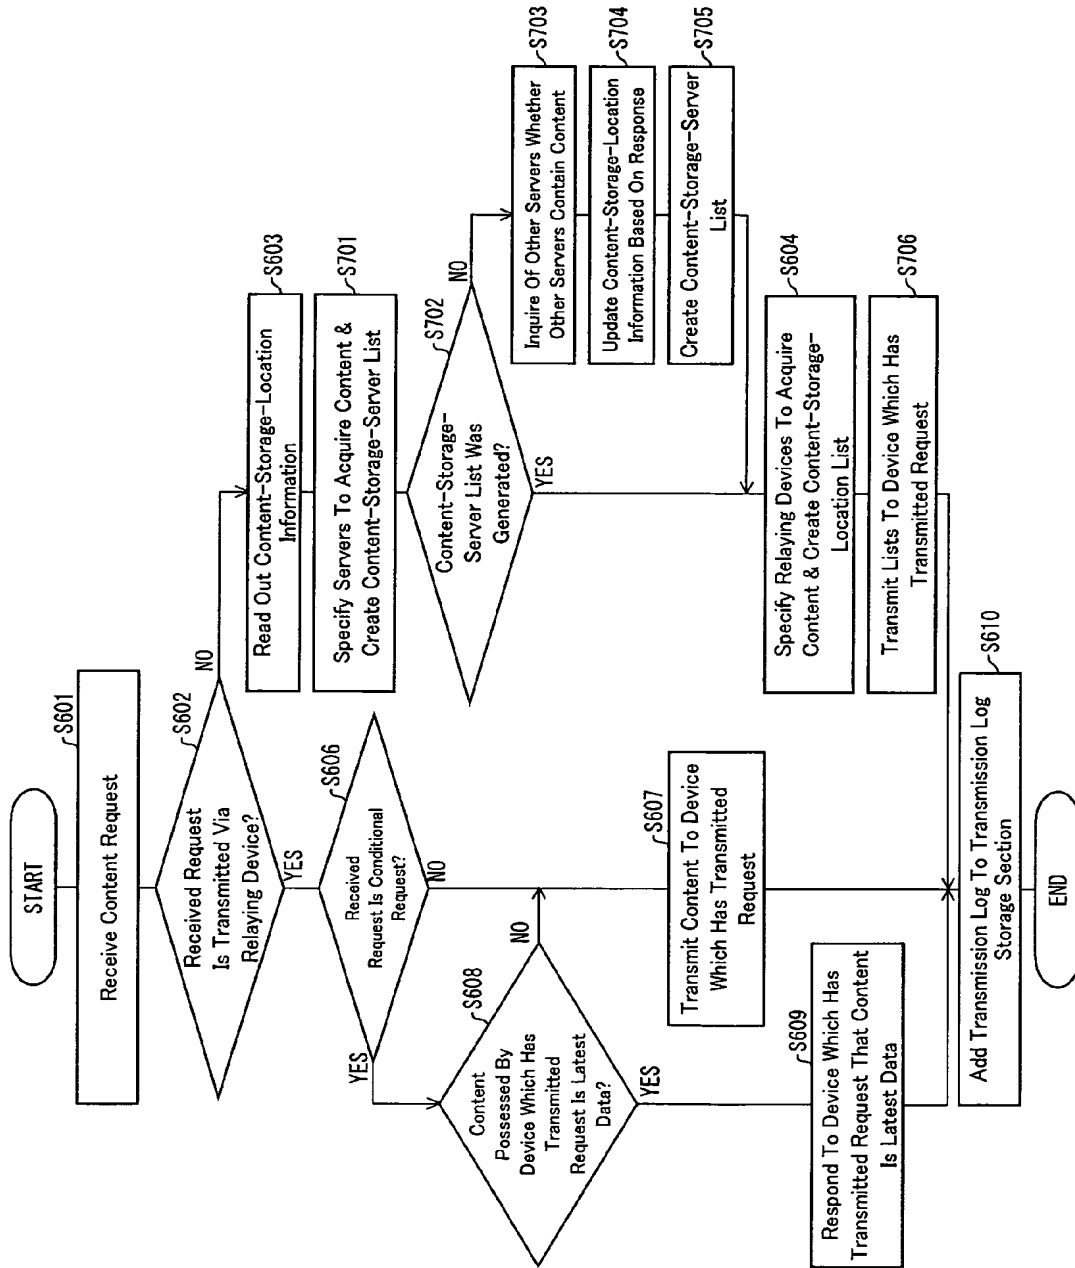 START
S601
Receive Content Request
S602
Received Request
Is Transmitted Via
Relaying Device?
NO
YES
S606
Received
Request Is Conditional
Request?
YES
NO
S608
Content
Possessed By
Device Which Has
Transmitted
Request Is Latest
Data?
NO
YES
S607
Transmit Content To Device
Which Has Transmitted
Request
S609
Respond To Device Which Has
Transmitted Request That Content
Is Latest Data
S603
Read Out Content-Storage-Location
Information
S701
Specify Servers To Acquire Content &
Create Content-Storage-Server List
S702
Content-Storage-
Server List Was
Generated?
NO
YES
S703
Inquire Of Other Servers Whether
Other Servers Contain Content
S704
Update Content-Storage-Location
Information Based On Response
S705
Create Content-Storage-Server
List
S604
Specify Relaying Devices To Acquire
Content & Create Content-Storage-
Location List
S706
Transmit Lists To Device Which Has
Transmitted Request
S610
Add Transmission Log To Transmission Log
Storage Section
END